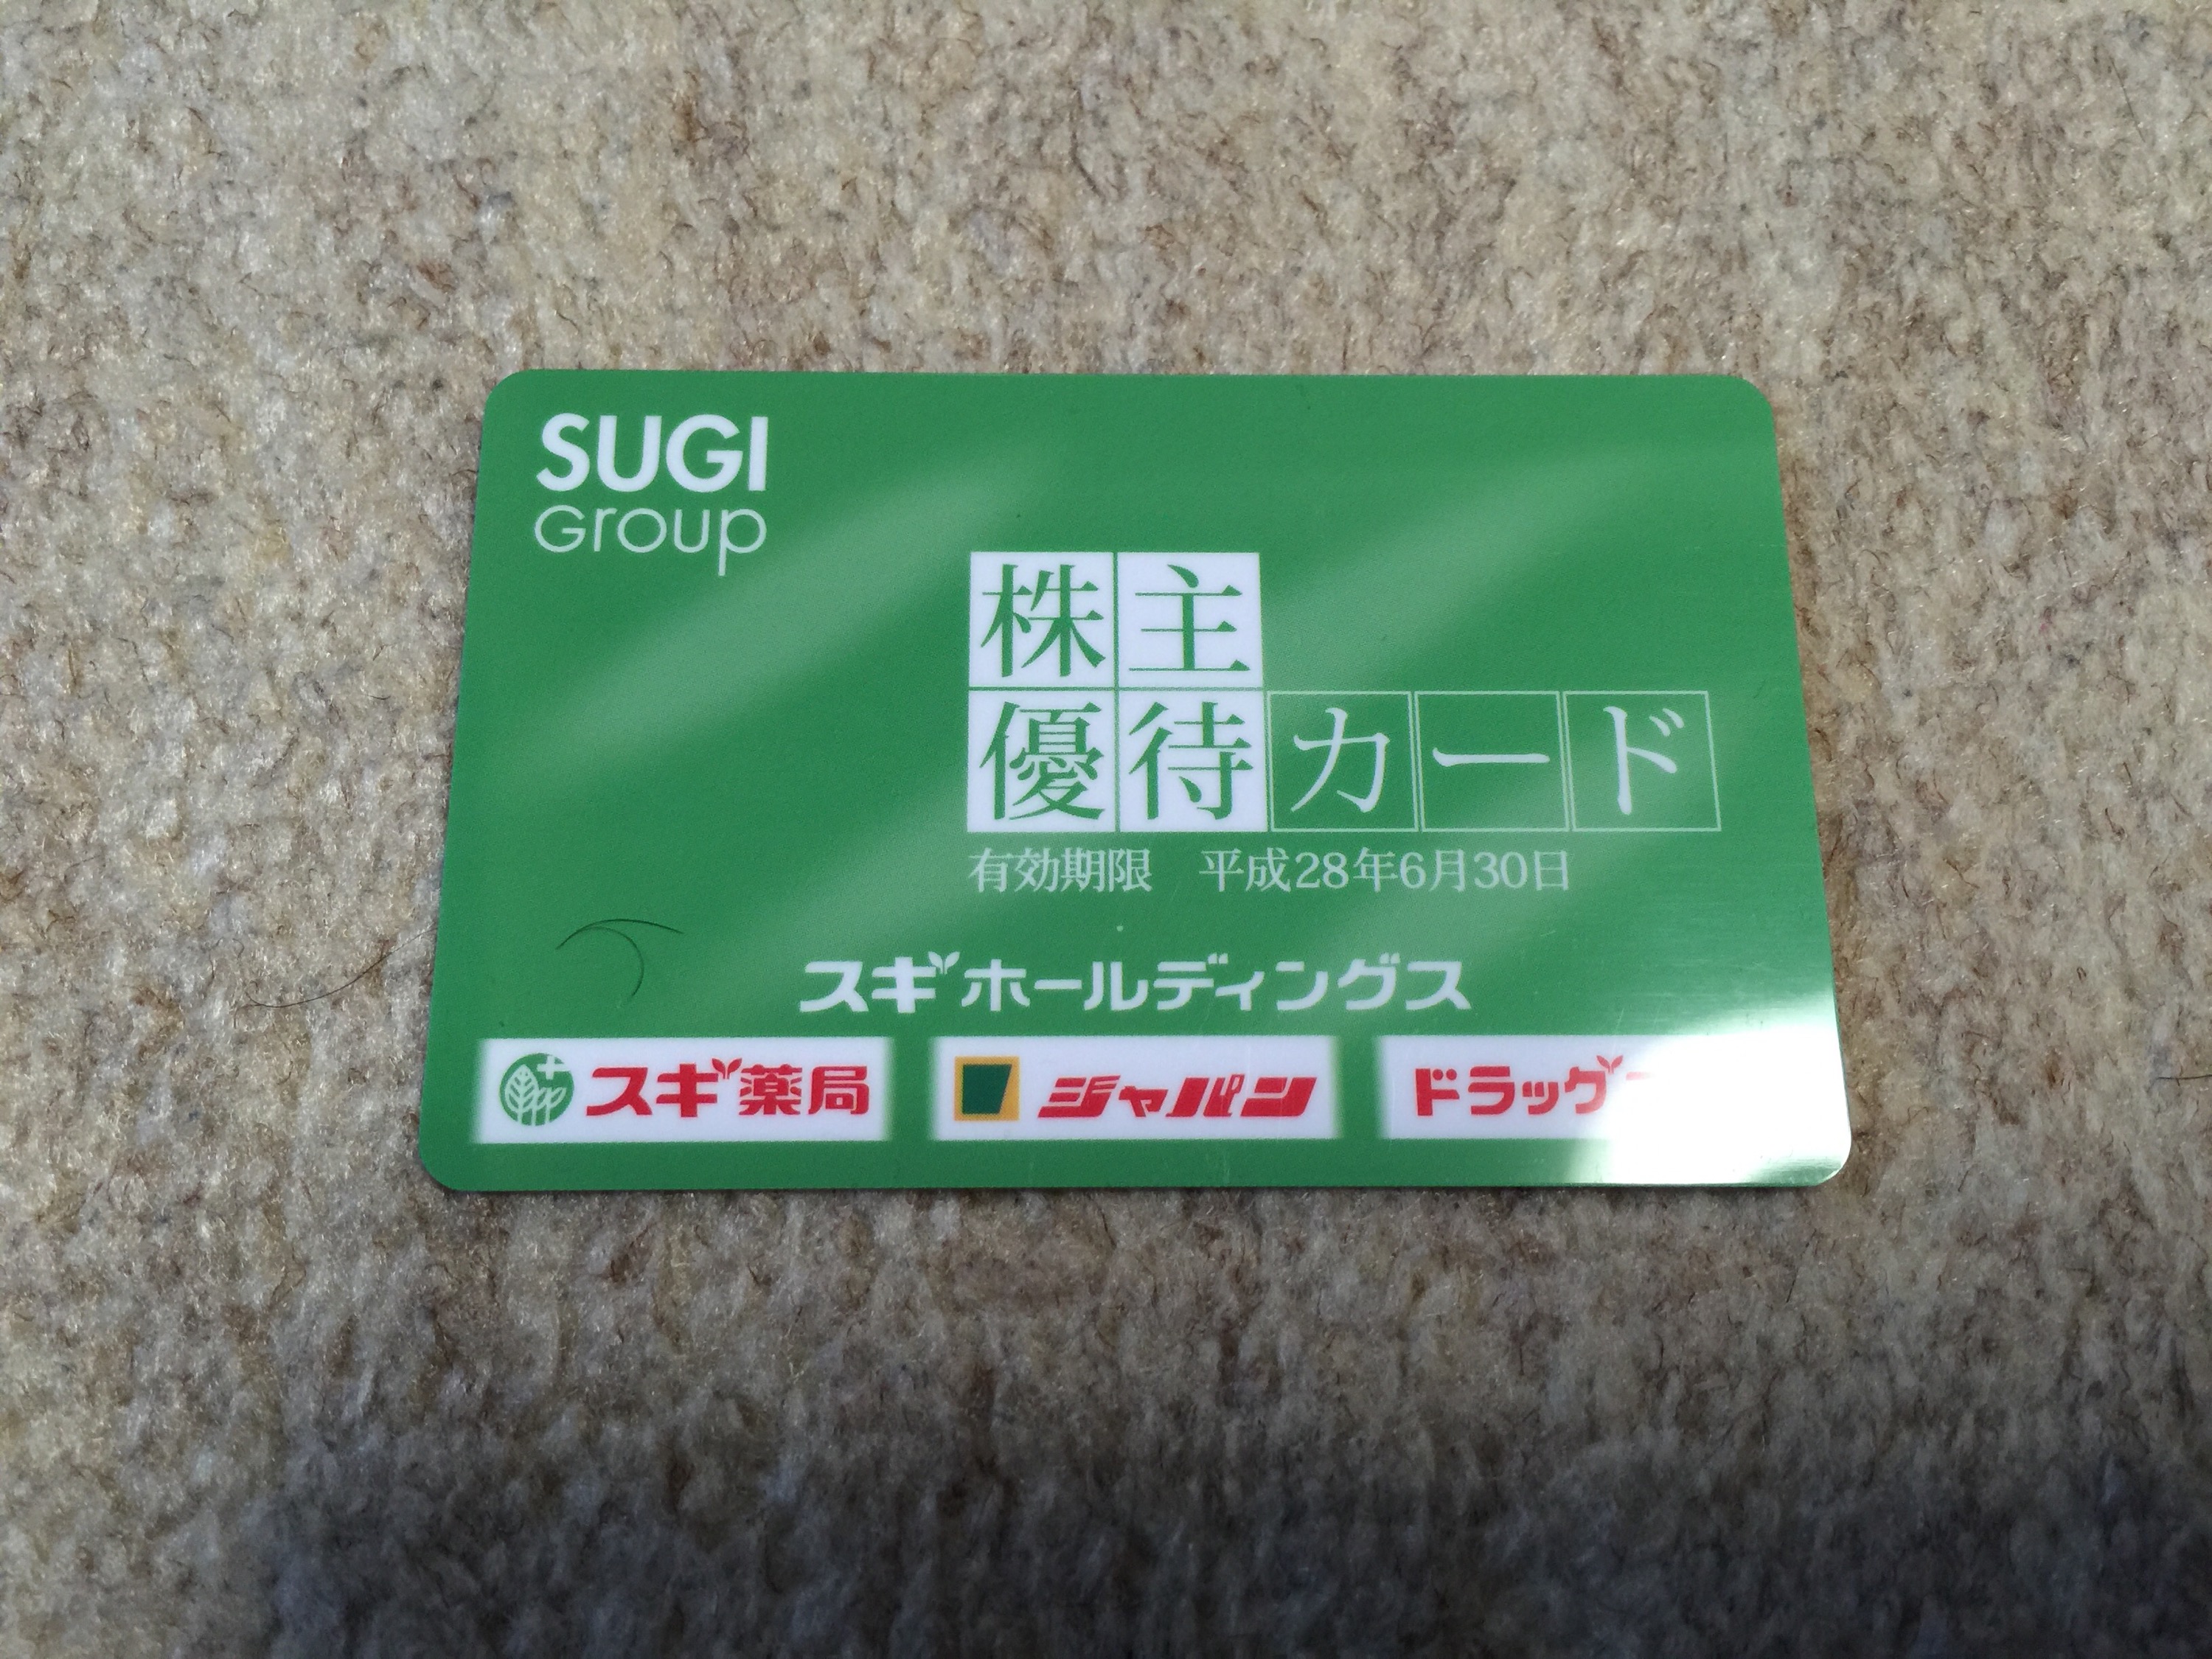 SUGI
Group
株主
優待カード
有効期限 平成28年6月30日
スギホールディングス
スギ薬局 ジャパン ドラッグ